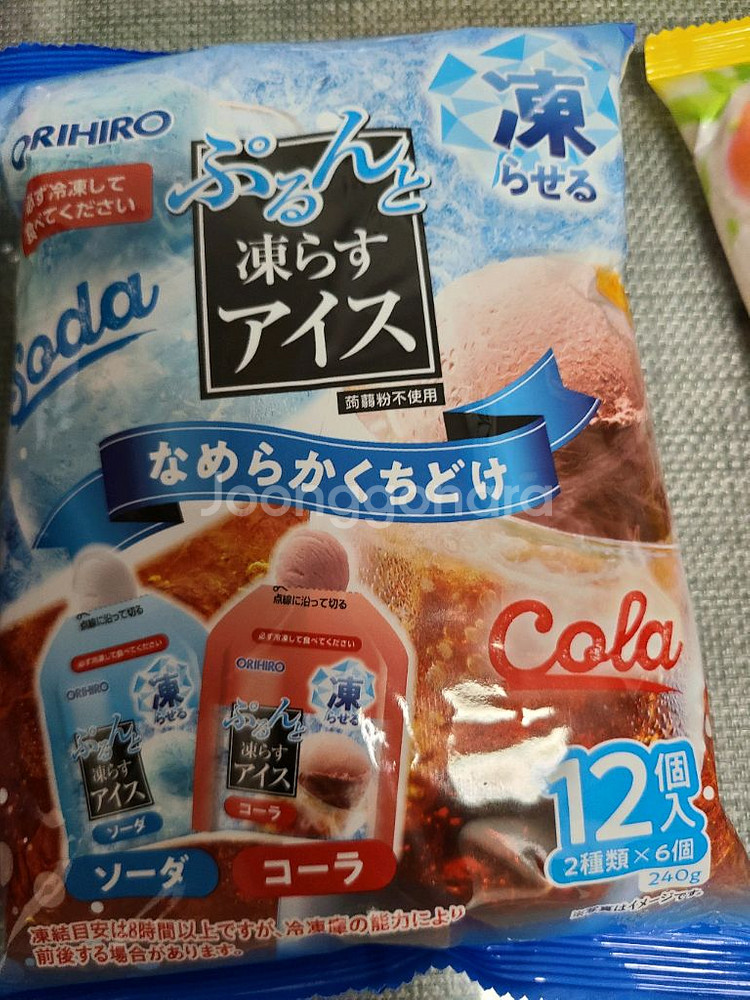 ORIHIRO
凍
らせる
ぷるんと
必ず冷凍して
食べてください
凍らす
アイス
Soda
蒟蒻粉不使用
なめらかくちどけ
Joonggonara
点線に沿って切る
点線に沿って切る
必ず冷凍して食べてください
必ず冷凍して食べてください
Cola
ORIHIRO
ORIHIRO
凍
らせる
凍
らせる
ぷるんと
凍らす
アイス
ソーダ
ぷるんと
凍らす
アイス
コーラ
12個入
2種類×6個
240g
ソーダ
コーラ
※写真はイメージです。
凍結目安は8時間以上ですが、冷凍庫の能力により
前後する場合があります。